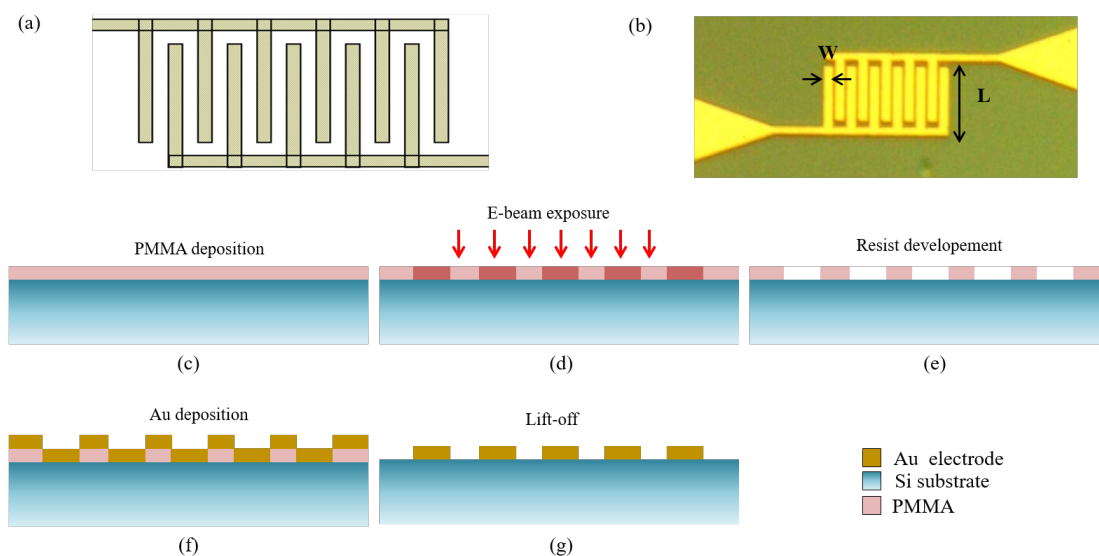 (a)
(b)
W
L
E-beam exposure
PMMA deposition
Resist developement
(c)
(d)
(e)
Au deposition
Lift-off
Au electrode
Si substrate
PMMA
(f)
(g)